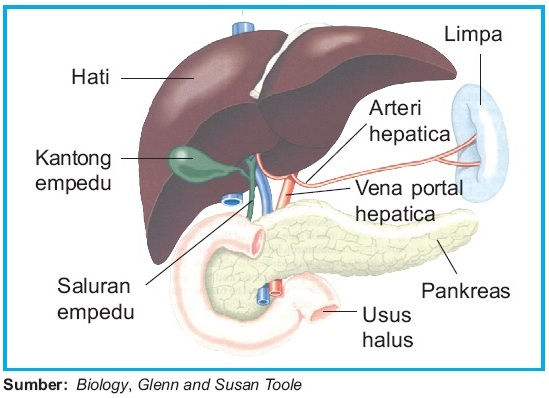 Limpa
Hati
Arteri
hepatica
Kantong
empedu
Vena portal
hepatica
Saluran
empedu
Pankreas
Usus
halus
Sumber: Biology, Glenn and Susan Toole